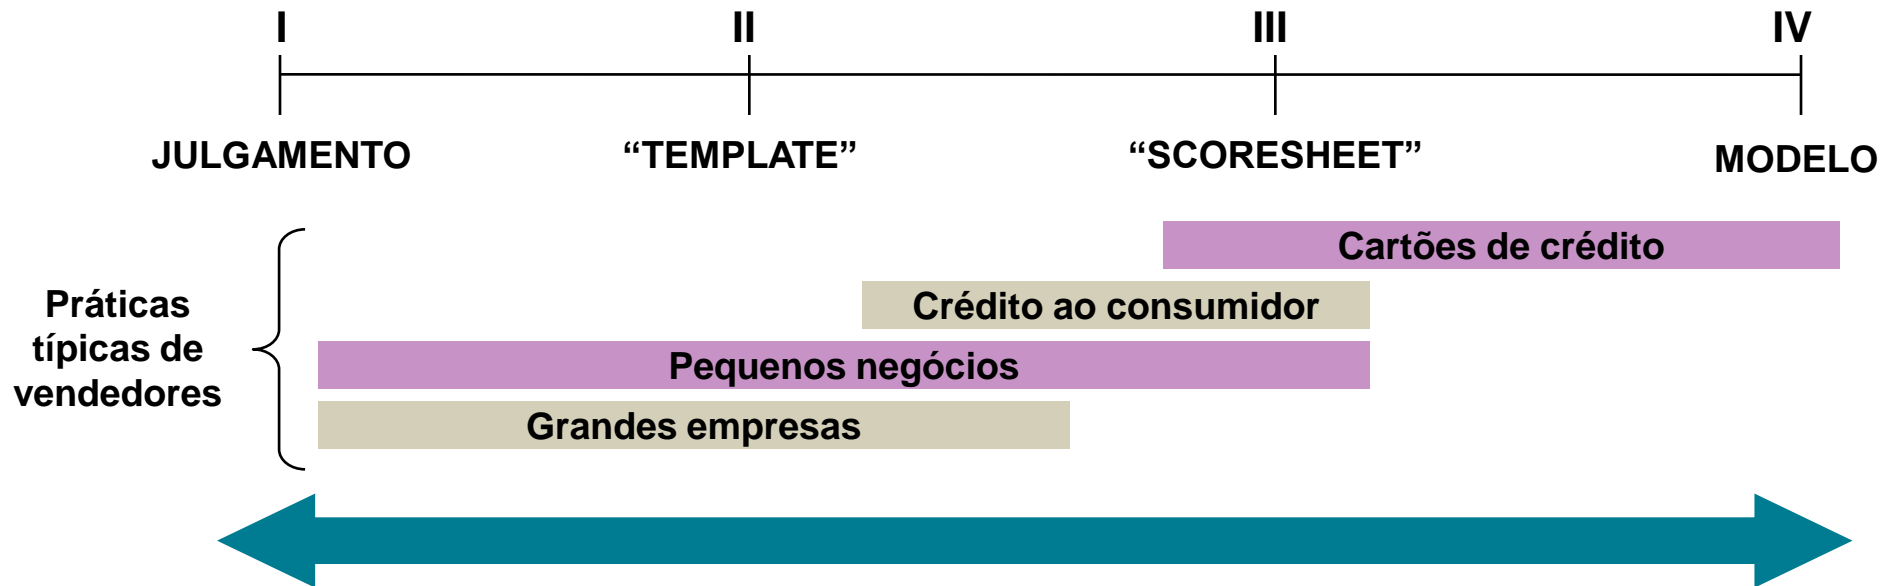 I
II
III
IV
JULGAMENTO
“TEMPLATE”
“SCORESHEET”
MODELO
Práticas
típicas de
vendedores
Cartões de crédito
Crédito ao consumidor
Pequenos negócios
Grandes empresas